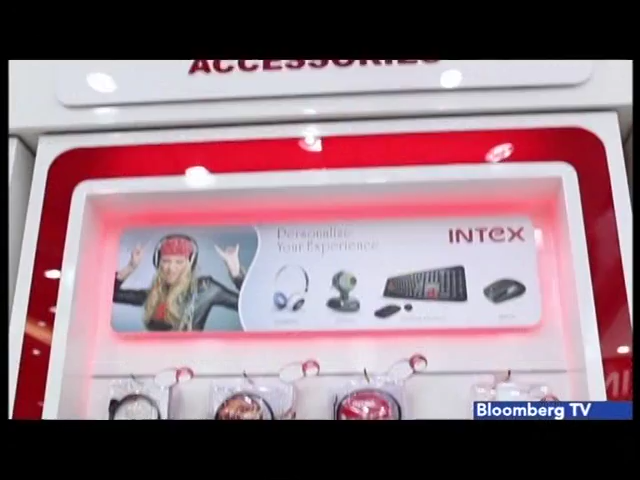 ACCESSORIES
Personalize
Your Experience
INTEX
Bloomberg TV